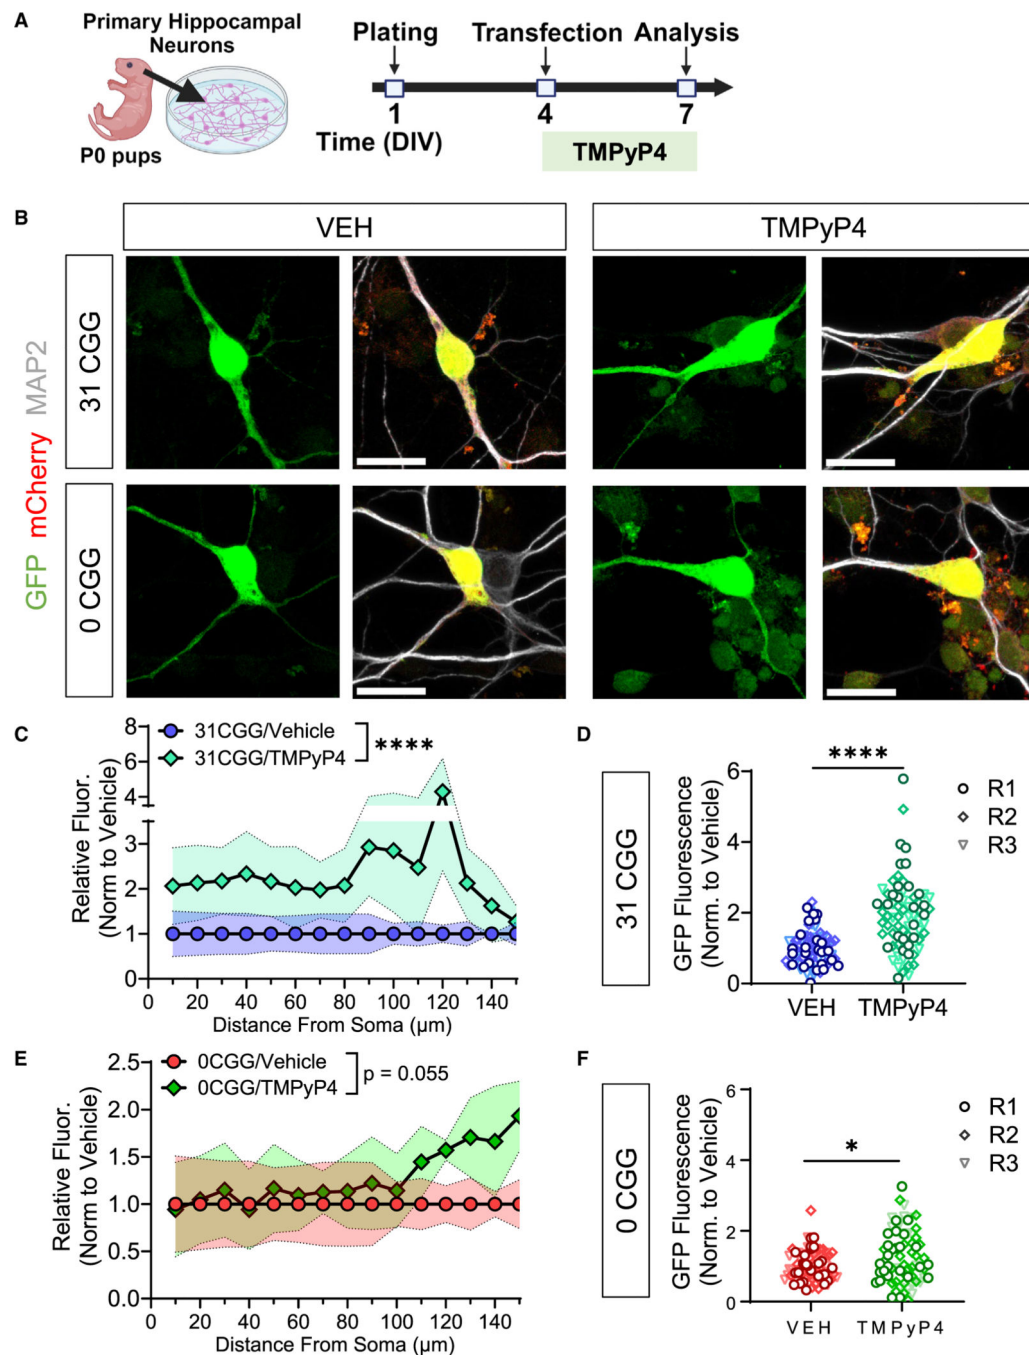 A
Primary Hippocampal
Neurons
P0 pups
Plating
Transfection
Analysis
1
4
7
Time (DIV)
TMPyP4
B
GFP mCherry MAP2
VEH
TMPyP4
31 CGG
0 CGG
C
8
6
4
3
2
1
0
Relative Fluor.
(Norm to Vehicle)
31CGG/Vehicle
31CGG/TMPyP4
****
0 20 40 60 80 100 120 140
Distance From Soma (µm)
D
31 CGG
GFP Fluorescence
(Norm. to Vehicle)
6
4
2
0
****
R1
R2
R3
VEH
TMPyP4
E
2.5
2.0
1.5
1.0
0.5
0.0
Relative Fluor.
(Norm to Vehicle)
0CGG/Vehicle
0CGG/TMPyP4
p = 0.055
0 20 40 60 80 100 120 140
Distance From Soma (µm)
F
0 CGG
GFP Fluorescence
(Norm. to Vehicle)
6
4
2
0
*
R1
R2
R3
VEH
TMPyP4